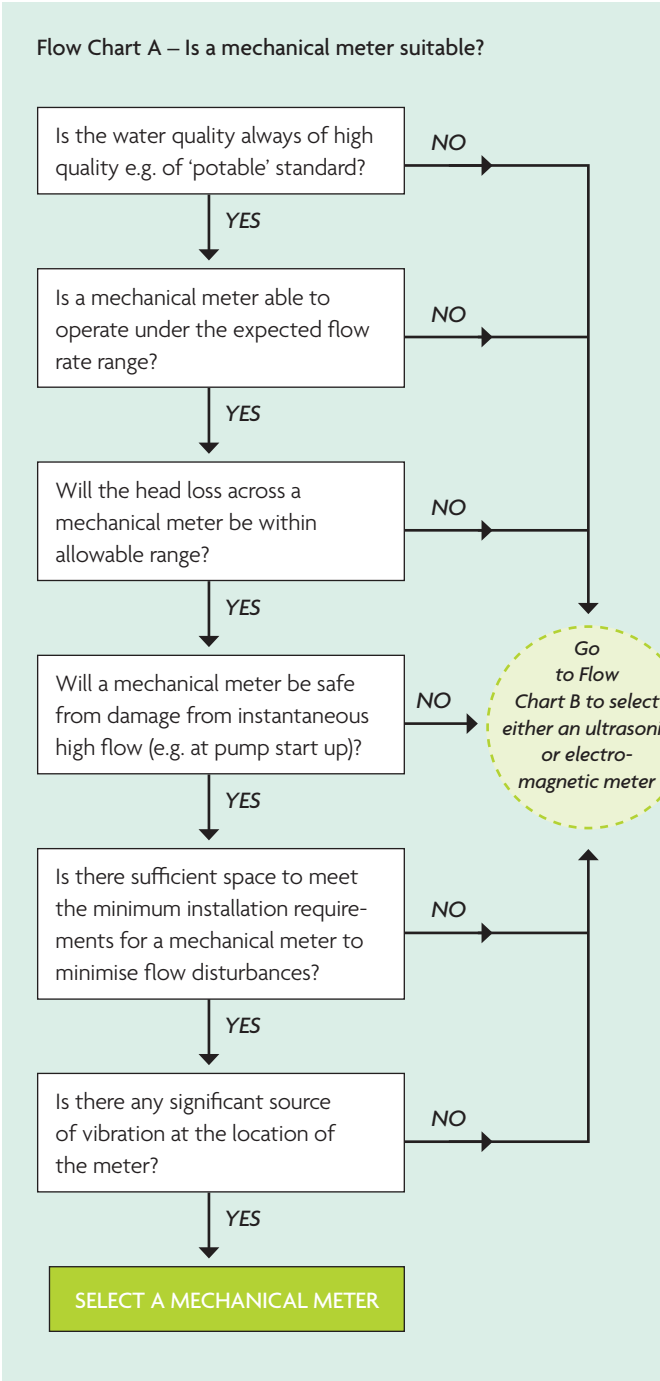 Flow Chart A – Is a mechanical meter suitable?
Is the water quality always of high
quality e.g. of ‘potable’ standard?
NO
YES
Is a mechanical meter able to
operate under the expected flow
rate range?
NO
YES
Will the head loss across a
mechanical meter be within
allowable range?
NO
YES
Will a mechanical meter be safe
from damage from instantaneous
high flow (e.g. at pump start up)?
NO
Go
to Flow
Chart B to select
either an ultrasoni
or electro-
magnetic meter
YES
Is there sufficient space to meet
the minimum installation require-
ments for a mechanical meter to
minimise flow disturbances?
NO
YES
Is there any significant source
of vibration at the location of
the meter?
NO
YES
SELECT A MECHANICAL METER